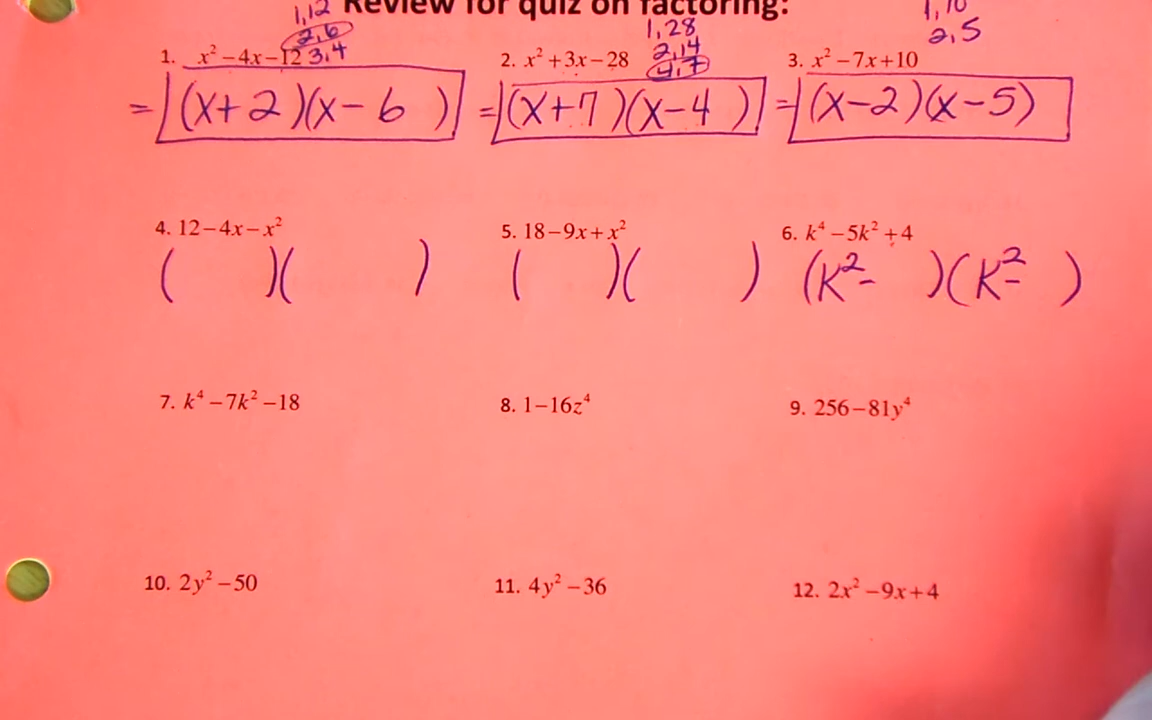 Review for quiz on factoring:
1,12
2,6
3,4
1,28
2,14
4,7
1,10
2,5
1. x² − 4x − 12
2. x² + 3x − 28
3. x² − 7x + 10
= (x+2)(x−6)
= (x+7)(x−4)
= (x−2)(x−5)
4. 12 − 4x − x²
5. 18 − 9x + x²
6. k⁴ − 5k² + 4
( )( )
( )( )
(k²− )(k²− )
7. k⁴ − 7k² − 18
8. 1 − 16z⁴
9. 256 − 81y⁴
10. 2y² − 50
11. 4y² − 36
12. 2x² − 9x + 4